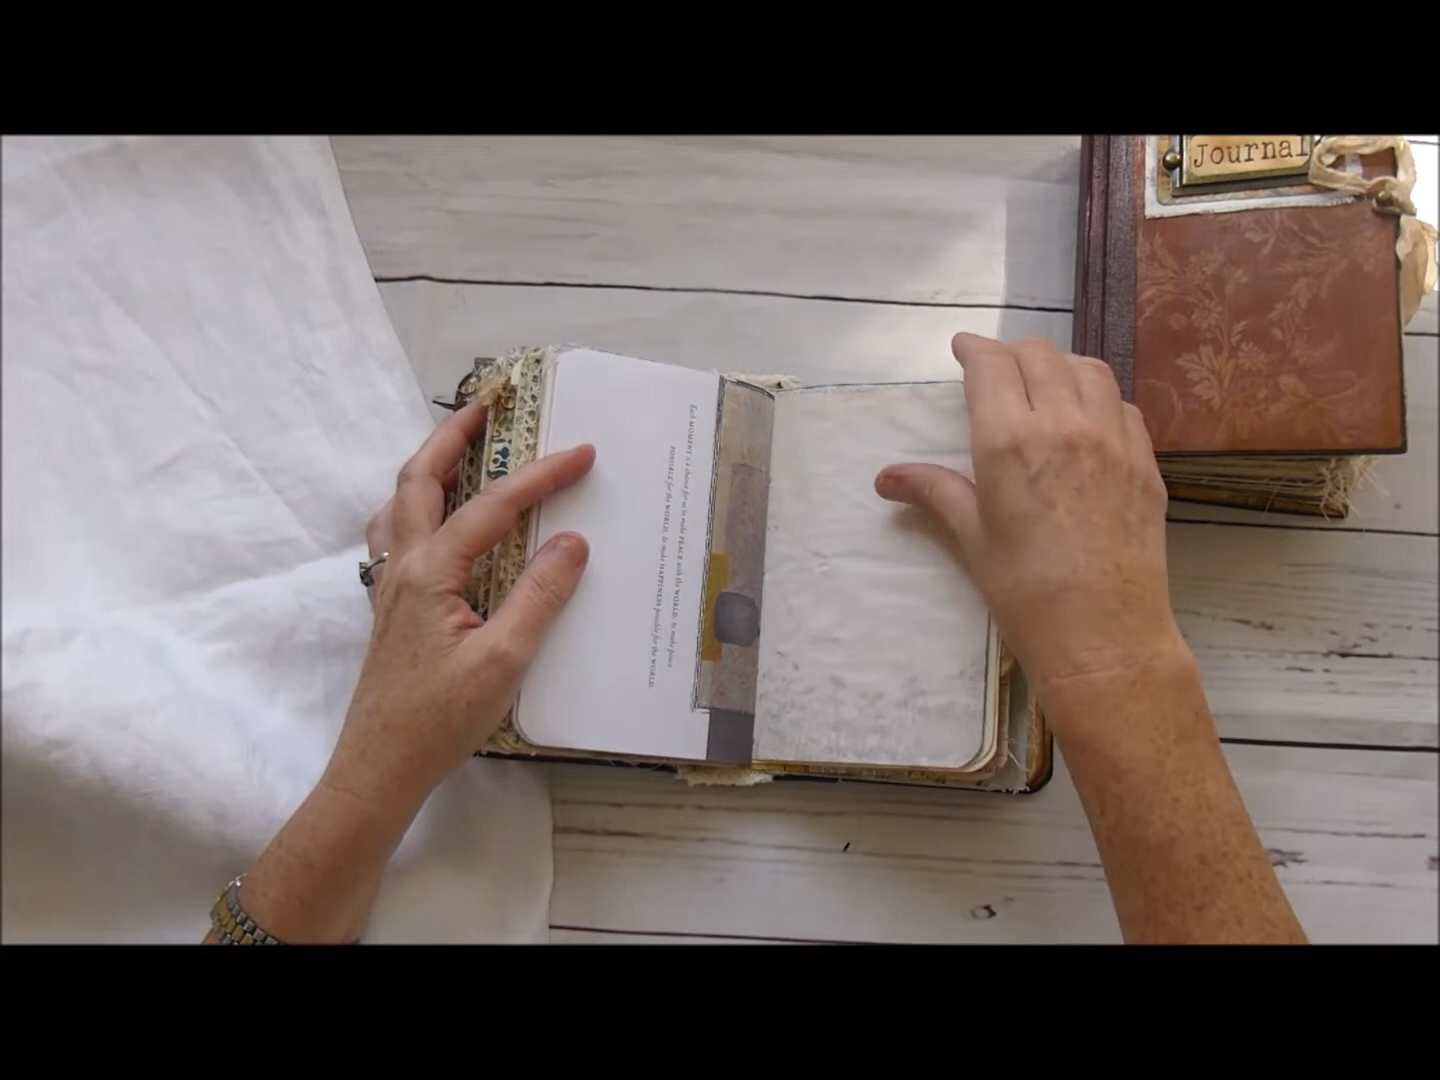 Journal
Each MOMENT is a chance for us to make PEACE with the WORLD, to make peace
POSSIBLE for the WORLD, to make HAPPINESS possible for the WORLD